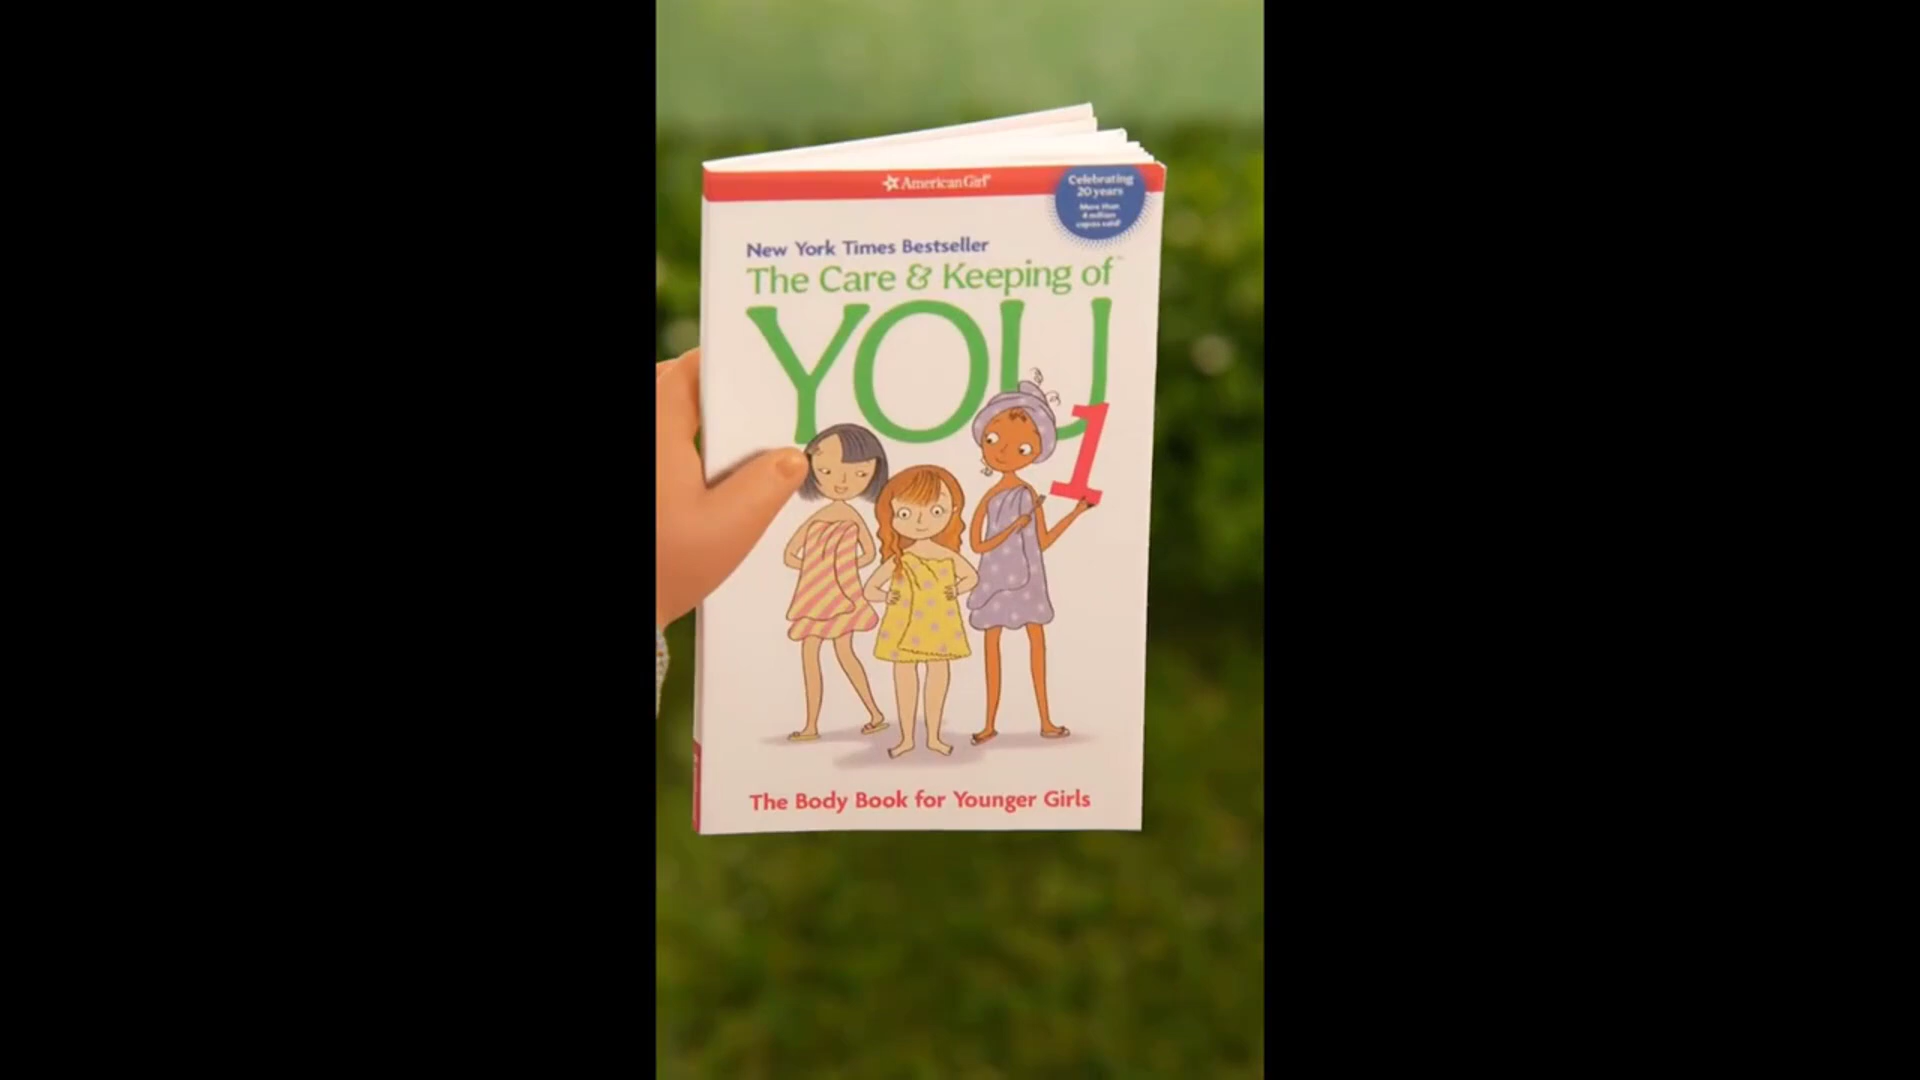 American Girl®
Celebrating
20 years
More than
4 million
copies sold!
New York Times Bestseller
The Care & Keeping of™
YOU
1
The Body Book for Younger Girls